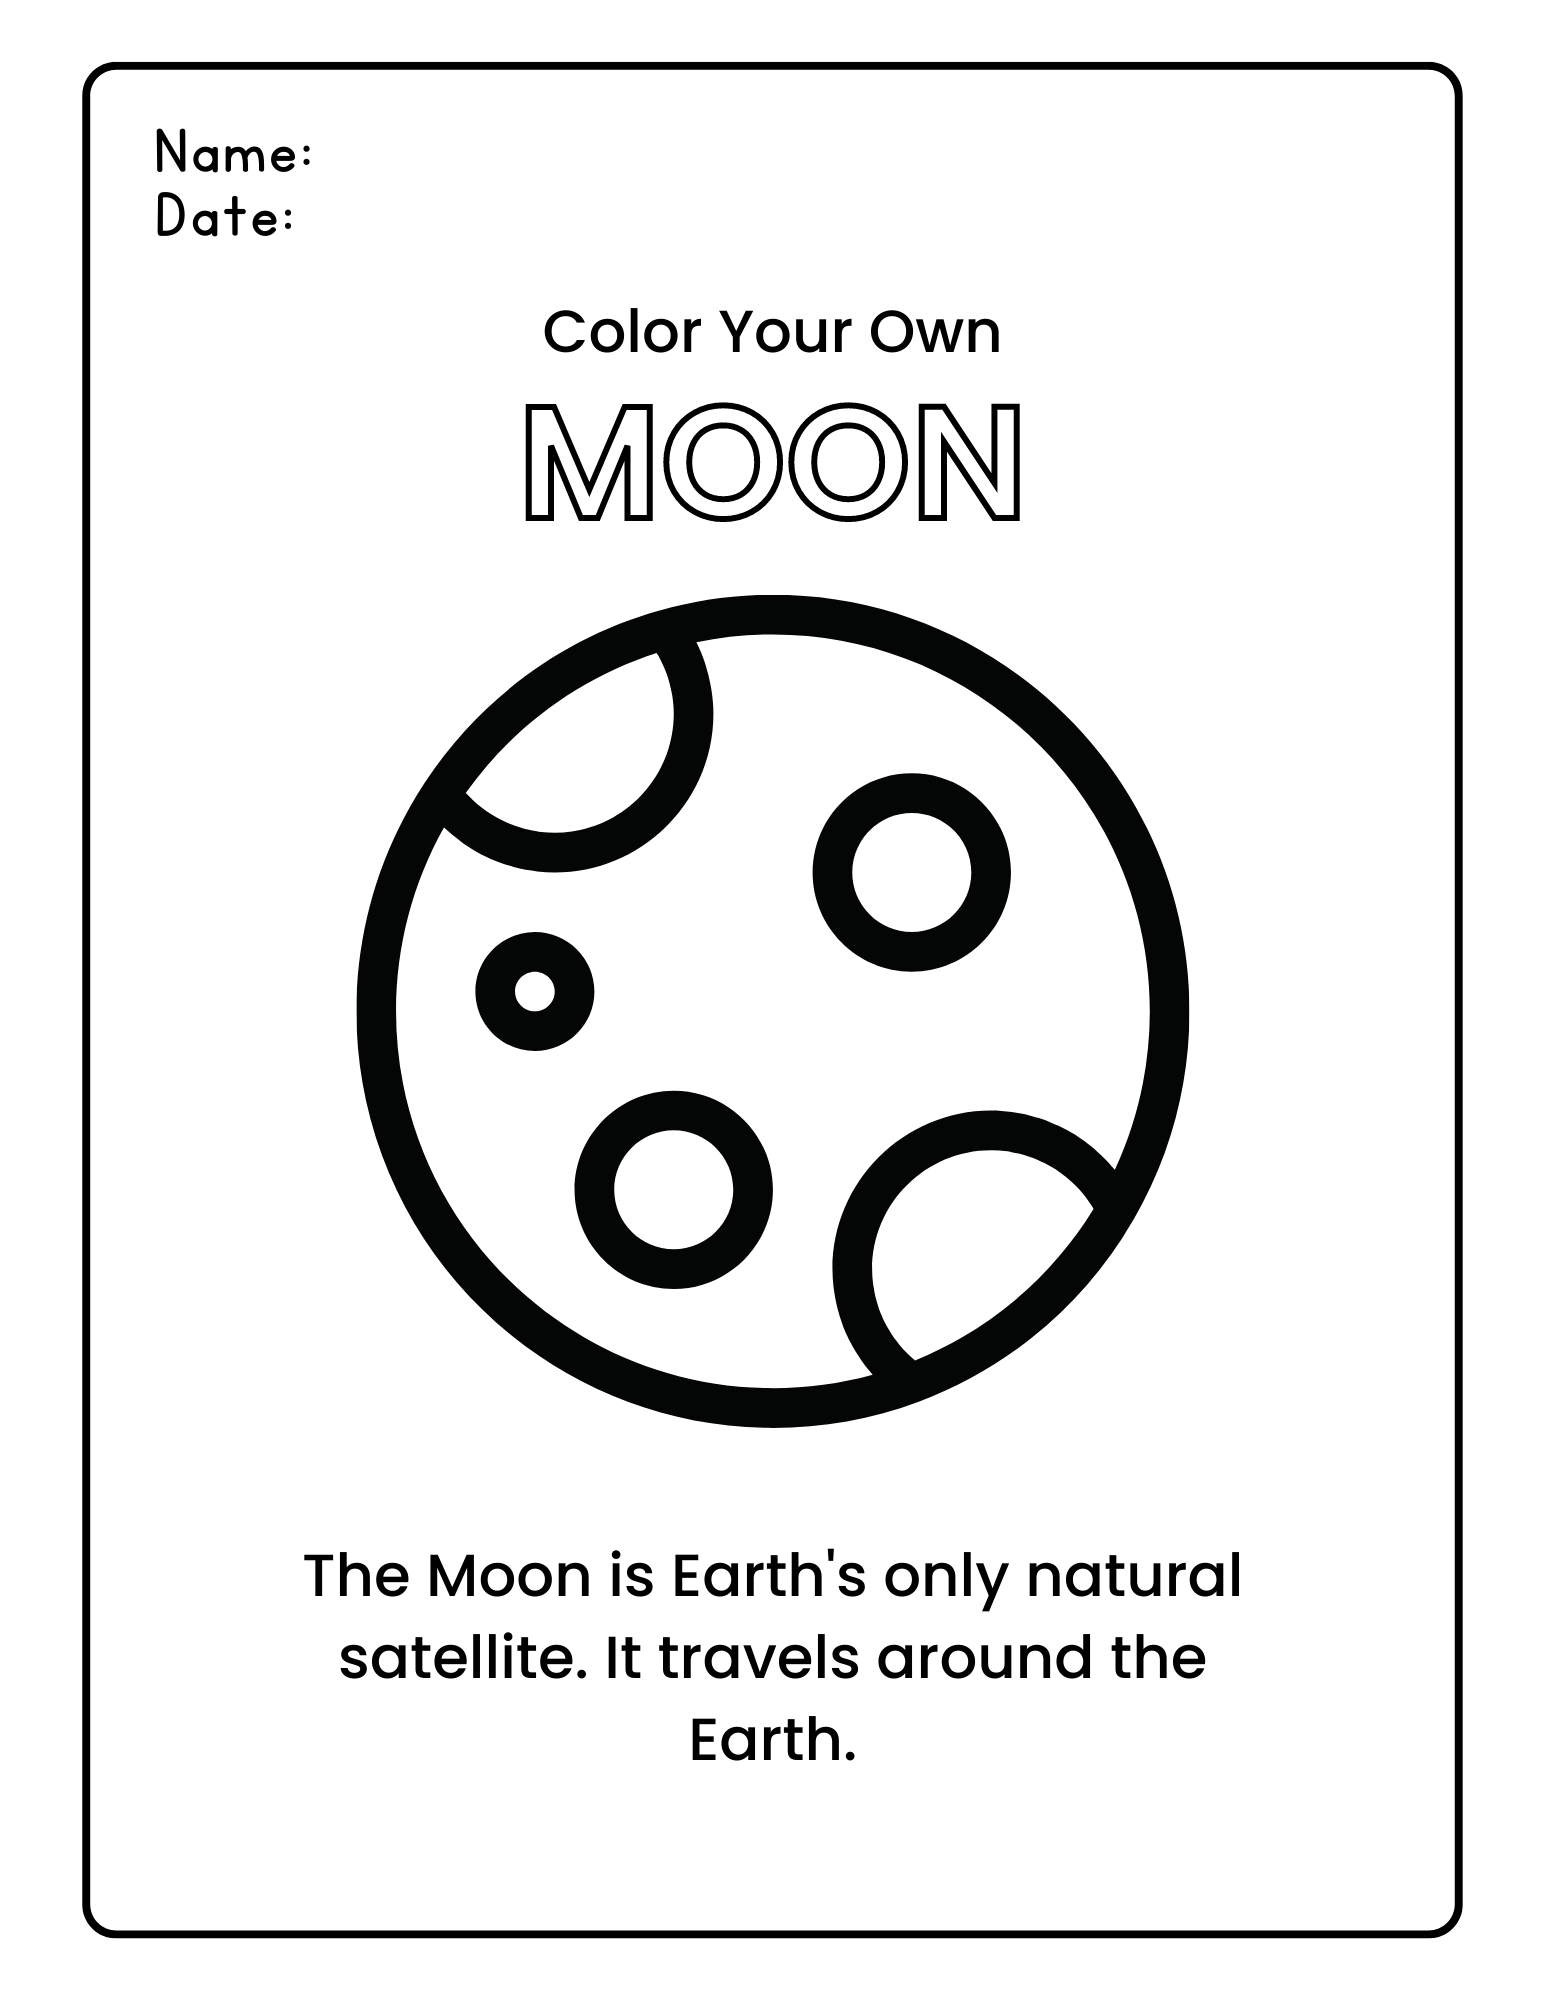 Name:
Date:
Color Your Own
MOON
The Moon is Earth's only natural
satellite. It travels around the
Earth.